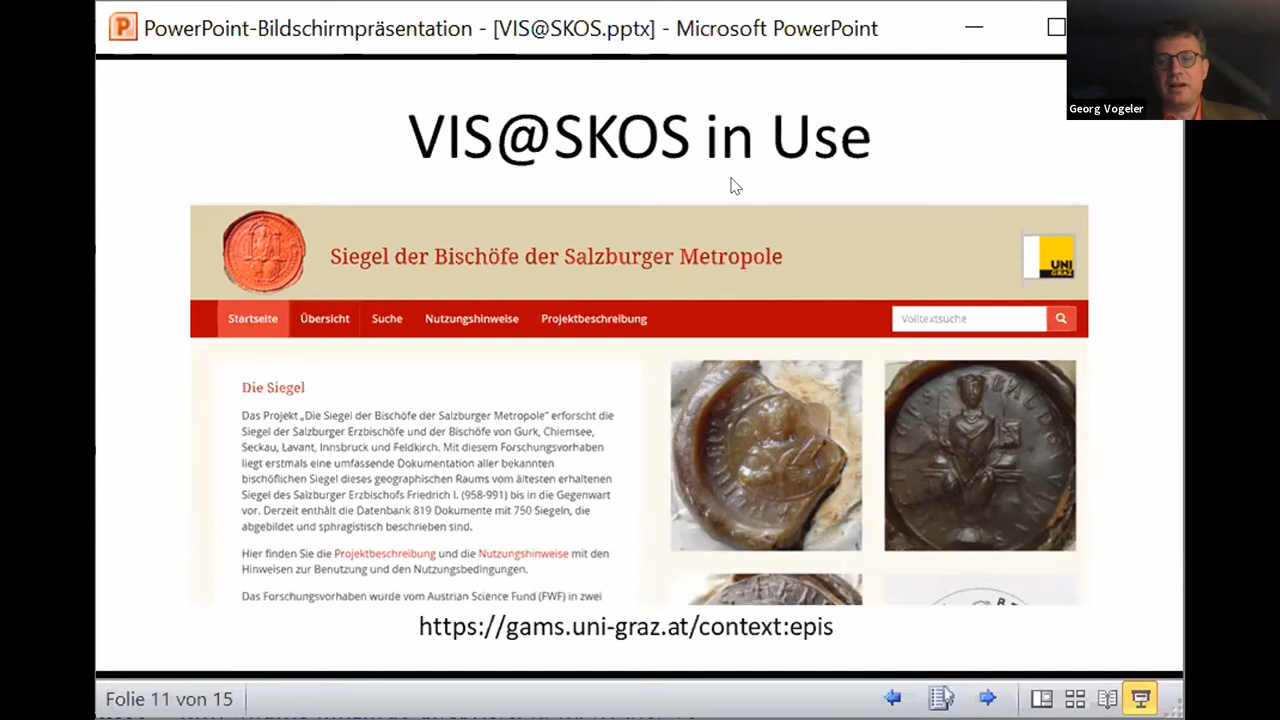 PowerPoint-Bildschirmpräsentation - [VIS@SKOS.pptx] - Microsoft PowerPoint
Georg Vogeler
VIS@SKOS in Use
Siegel der Bischöfe der Salzburger Metropole
UNI
GRAZ
Startseite Übersicht Suche Nutzungshinweise Projektbeschreibung Volltextsuche
Die Siegel
Das Projekt „Die Siegel der Bischöfe der Salzburger Metropole" erforscht die
Siegel der Salzburger Erzbischöfe und der Bischöfe von Gurk, Chiemsee,
Seckau, Lavant, Innsbruck und Feldkirch. Mit diesem Forschungsvorhaben
liegt erstmals eine umfassende Dokumentation aller bekannten
bischöflichen Siegel dieses geographischen Raums vom ältesten erhaltenen
Siegel des Salzburger Erzbischofs Friedrich I. (958-991) bis in die Gegenwart
vor. Derzeit enthält die Datenbank 819 Dokumente mit 750 Siegeln, die
abgebildet und sphragistisch beschrieben sind.
Hier finden Sie die Projektbeschreibung und die Nutzungshinweise mit den
Hinweisen zur Benutzung und den Nutzungsbedingungen.
Das Forschungsvorhaben wurde vom Austrian Science Fund (FWF) in zwei
https://gams.uni-graz.at/context:epis
Folie 11 von 15